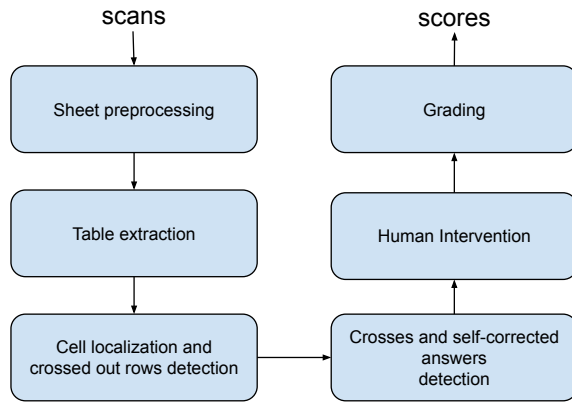 scans
Sheet preprocessing
Table extraction
Cell localization and
crossed out rows detection
Crosses and self-corrected
answers
detection
Human Intervention
Grading
scores